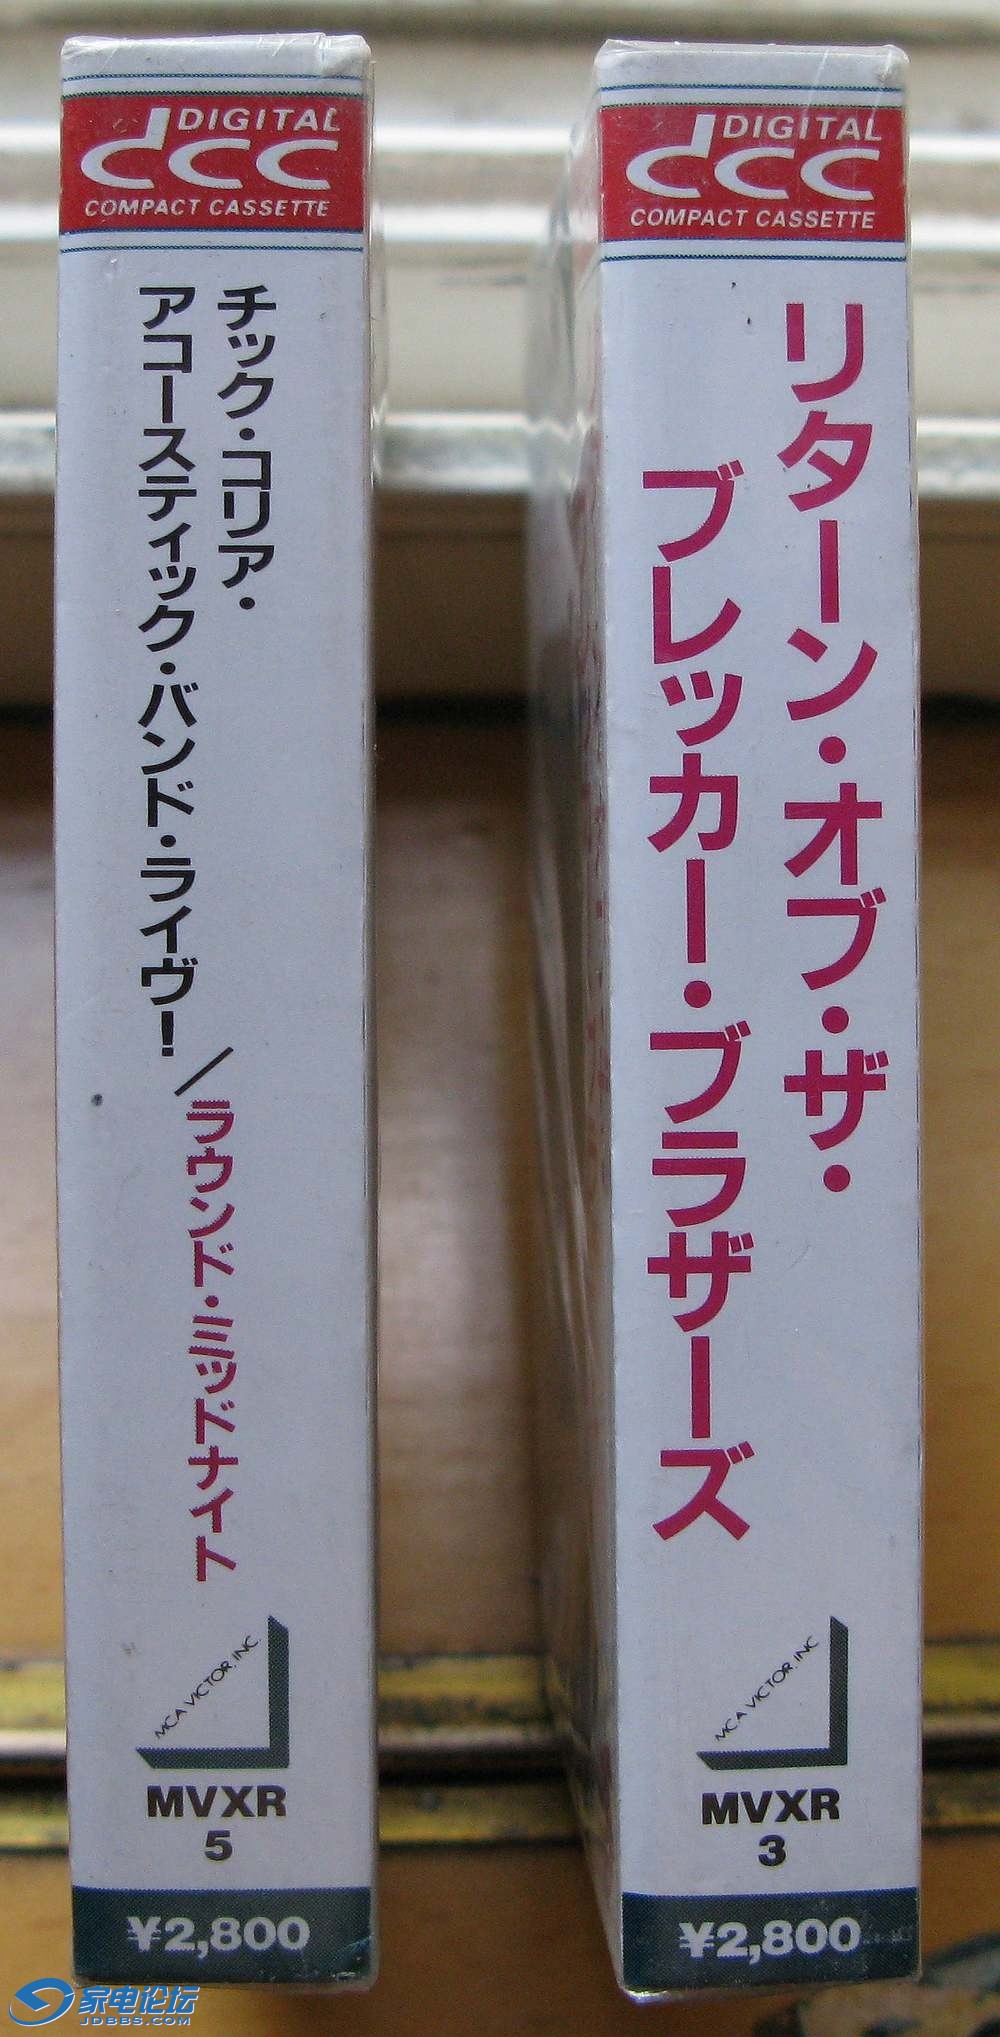 DIGITAL
dcc
COMPACT CASSETTE
チック・コリア・
アコースティック・バンド・ライヴ!
/ラウンド・ミッドナイト
MCA VICTOR, INC
MVXR
5
¥2,800
DIGITAL
dcc
COMPACT CASSETTE
リターン・オブ・ザ・
ブレッカー・ブラザーズ
MCA VICTOR, INC
MVXR
3
¥2,800
家电论坛
JDBBS.COM